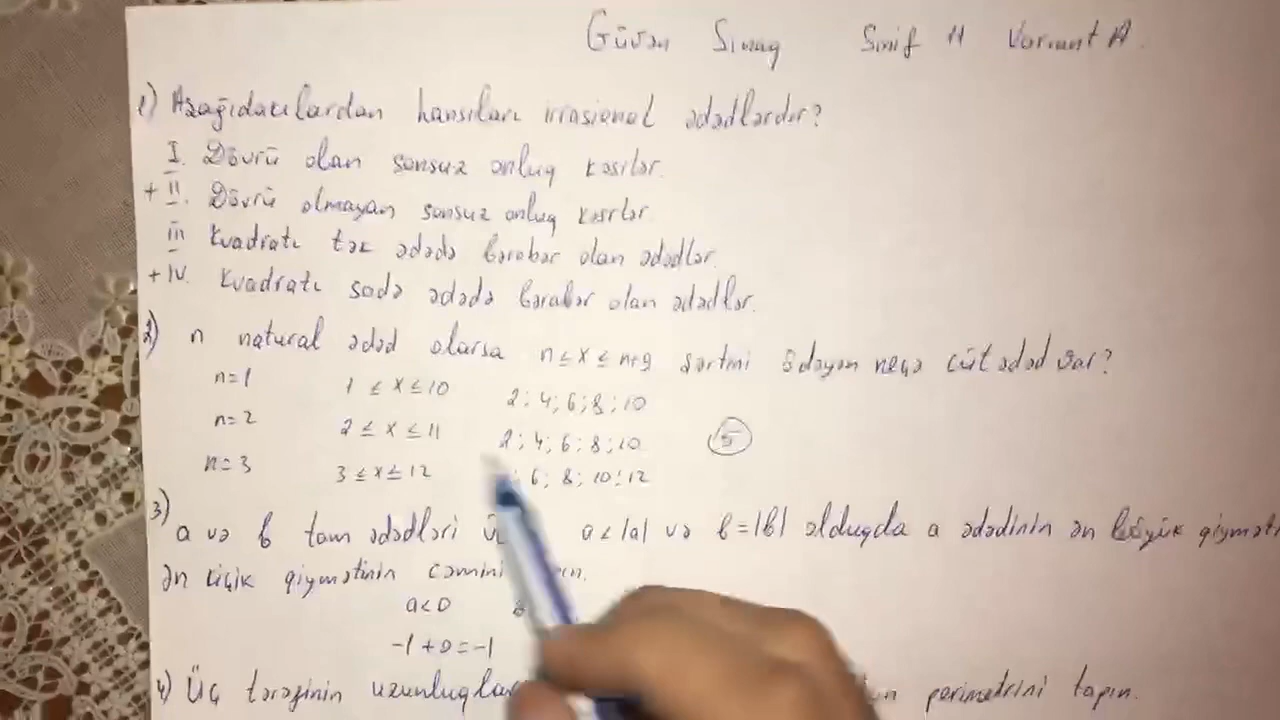 Güvən Sınaq Sinif 11 Variant A.
1) Aşağıdakılardan hansıları irrasional ədədlərdir?
I. Dövrü olan sonsuz onluq kəsrlər.
+ II. Dövrü olmayan sonsuz onluq kəsrlər.
III Kvadratı tək ədədə bərabər olan ədədlər.
+ IV. Kvadratı sadə ədədə bərabər olan ədədlər.
2) n natural ədəd olarsa n ≤ x ≤ n+9 şərtini ödəyən neçə cüt ədəd var?
n=1 1 ≤ x ≤ 10 2; 4; 6; 8; 10
n=2 2 ≤ x ≤ 11 2; 4; 6; 8; 10 5
n=3 3 ≤ x ≤ 12 ; 6; 8; 10; 12
3) a və b tam ədədləri a<|a| və b=|b| olduqda a ədədinin ən böyük
ən kiçik qiymətinin cəmini
a<0
-1+0=-1
4) Üç tərəfinin perimetrini tapın.